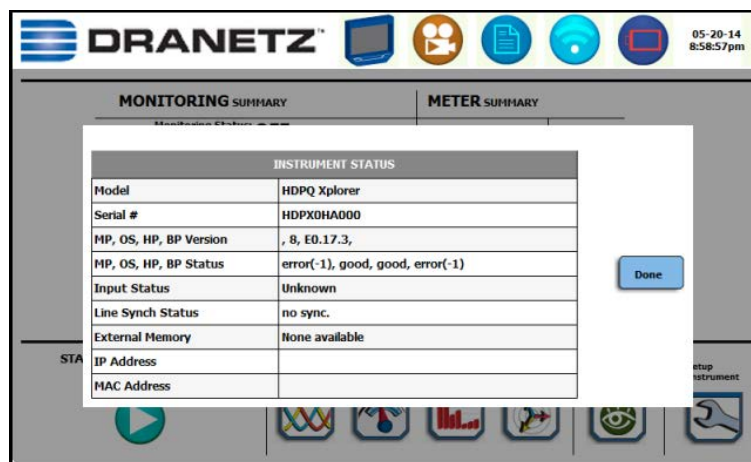 DRANETZ
05-20-14
8:58:57pm
MONITORING SUMMARY
METER SUMMARY
Monitoring Status:
INSTRUMENT STATUS
Model HDPQ Xplorer
Serial # HDPX0HA000
MP, OS, HP, BP Version , 8, E0.17.3,
MP, OS, HP, BP Status error(-1), good, good, error(-1)
Input Status Unknown
Line Synch Status no sync.
External Memory None available
IP Address
MAC Address
Done
STA
etup
nstrument